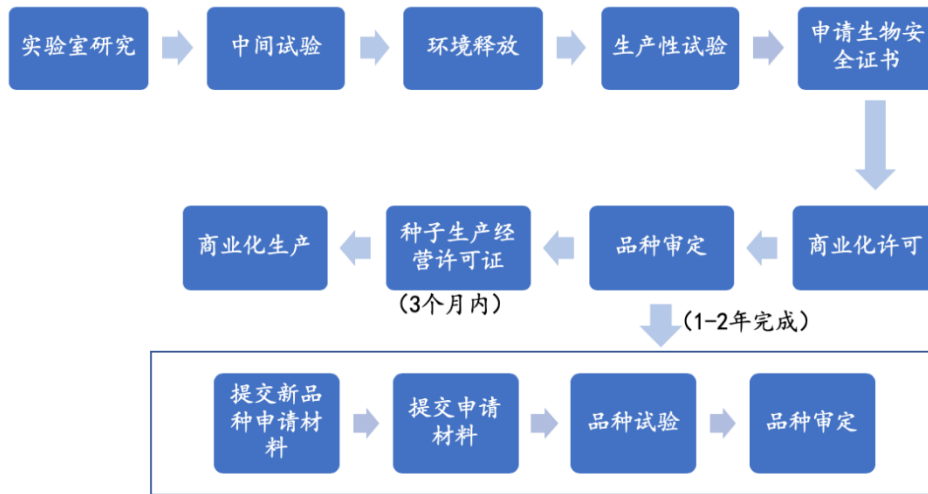 实验室研究
中间试验
环境释放
生产性试验
申请生物安
全证书
商业化生产
种子生产经
营许可证
品种审定
商业化许可
(3个月内)
(1-2年完成)
提交新品
种申请材
料
提交申请
材料
品种试验
品种审定